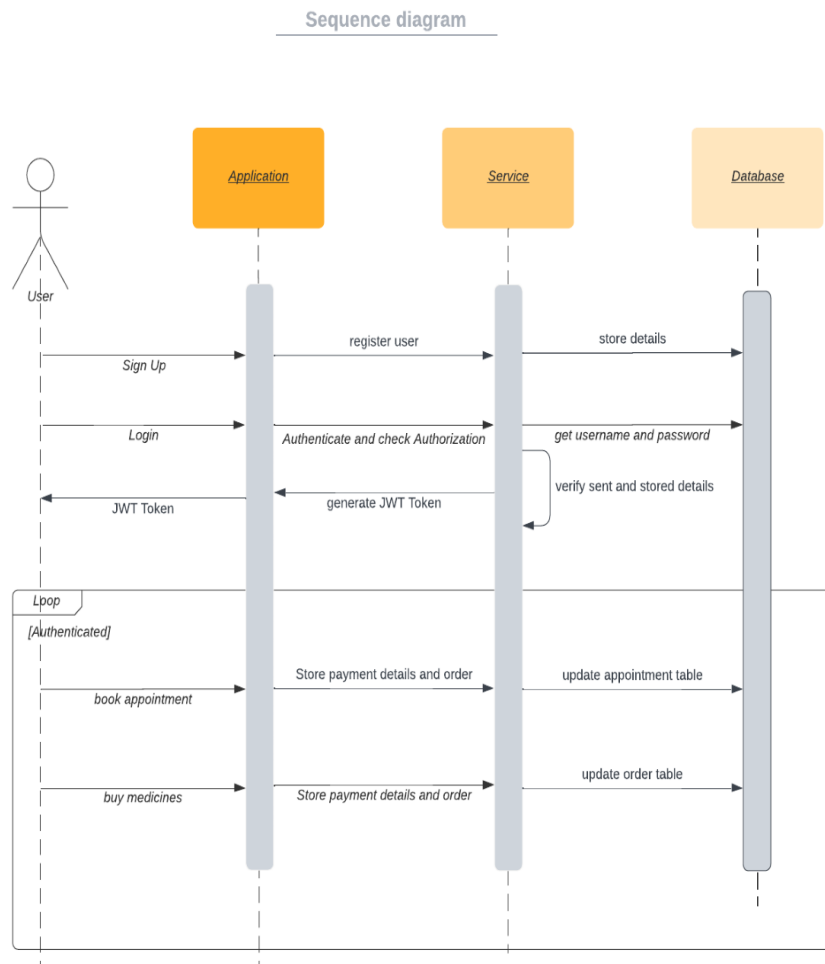 Sequence diagram
Application
Service
Database
User
register user
store details
Sign Up
Login
Authenticate and check Authorization
get username and password
verify sent and stored details
JWT Token
generate JWT Token
Loop
[Authenticated]
Store payment details and order
update appointment table
book appointment
update order table
buy medicines
Store payment details and order